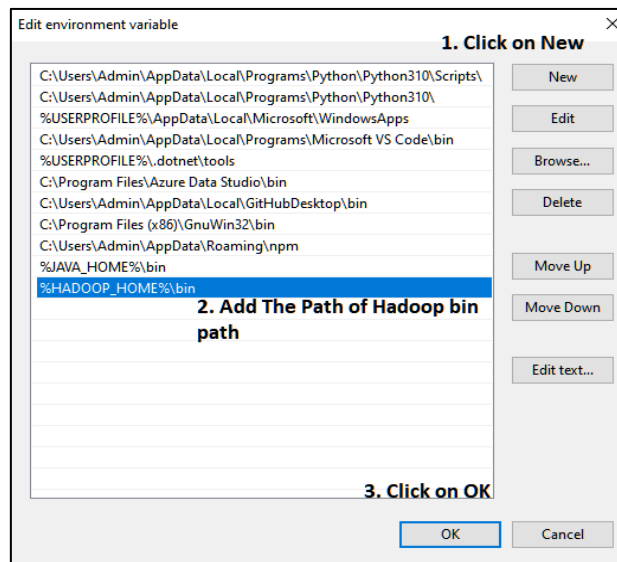 Edit environment variable
1. Click on New
C:\Users\Admin\AppData\Local\Programs\Python\Python310\Scripts\
New
C:\Users\Admin\AppData\Local\Programs\Python\Python310\
%USERPROFILE%\AppData\Local\Microsoft\WindowsApps
Edit
C:\Users\Admin\AppData\Local\Programs\Microsoft VS Code\bin
%USERPROFILE%\.dotnet\tools
Browse...
C:\Program Files\Azure Data Studio\bin
C:\Users\Admin\AppData\Local\GitHubDesktop\bin
Delete
C:\Program Files (x86)\GnuWin32\bin
C:\Users\Admin\AppData\Roaming\npm
%JAVA_HOME%\bin
Move Up
%HADOOP_HOME%\bin
2. Add The Path of Hadoop bin
path
Move Down
Edit text...
3. Click on OK
OK
Cancel